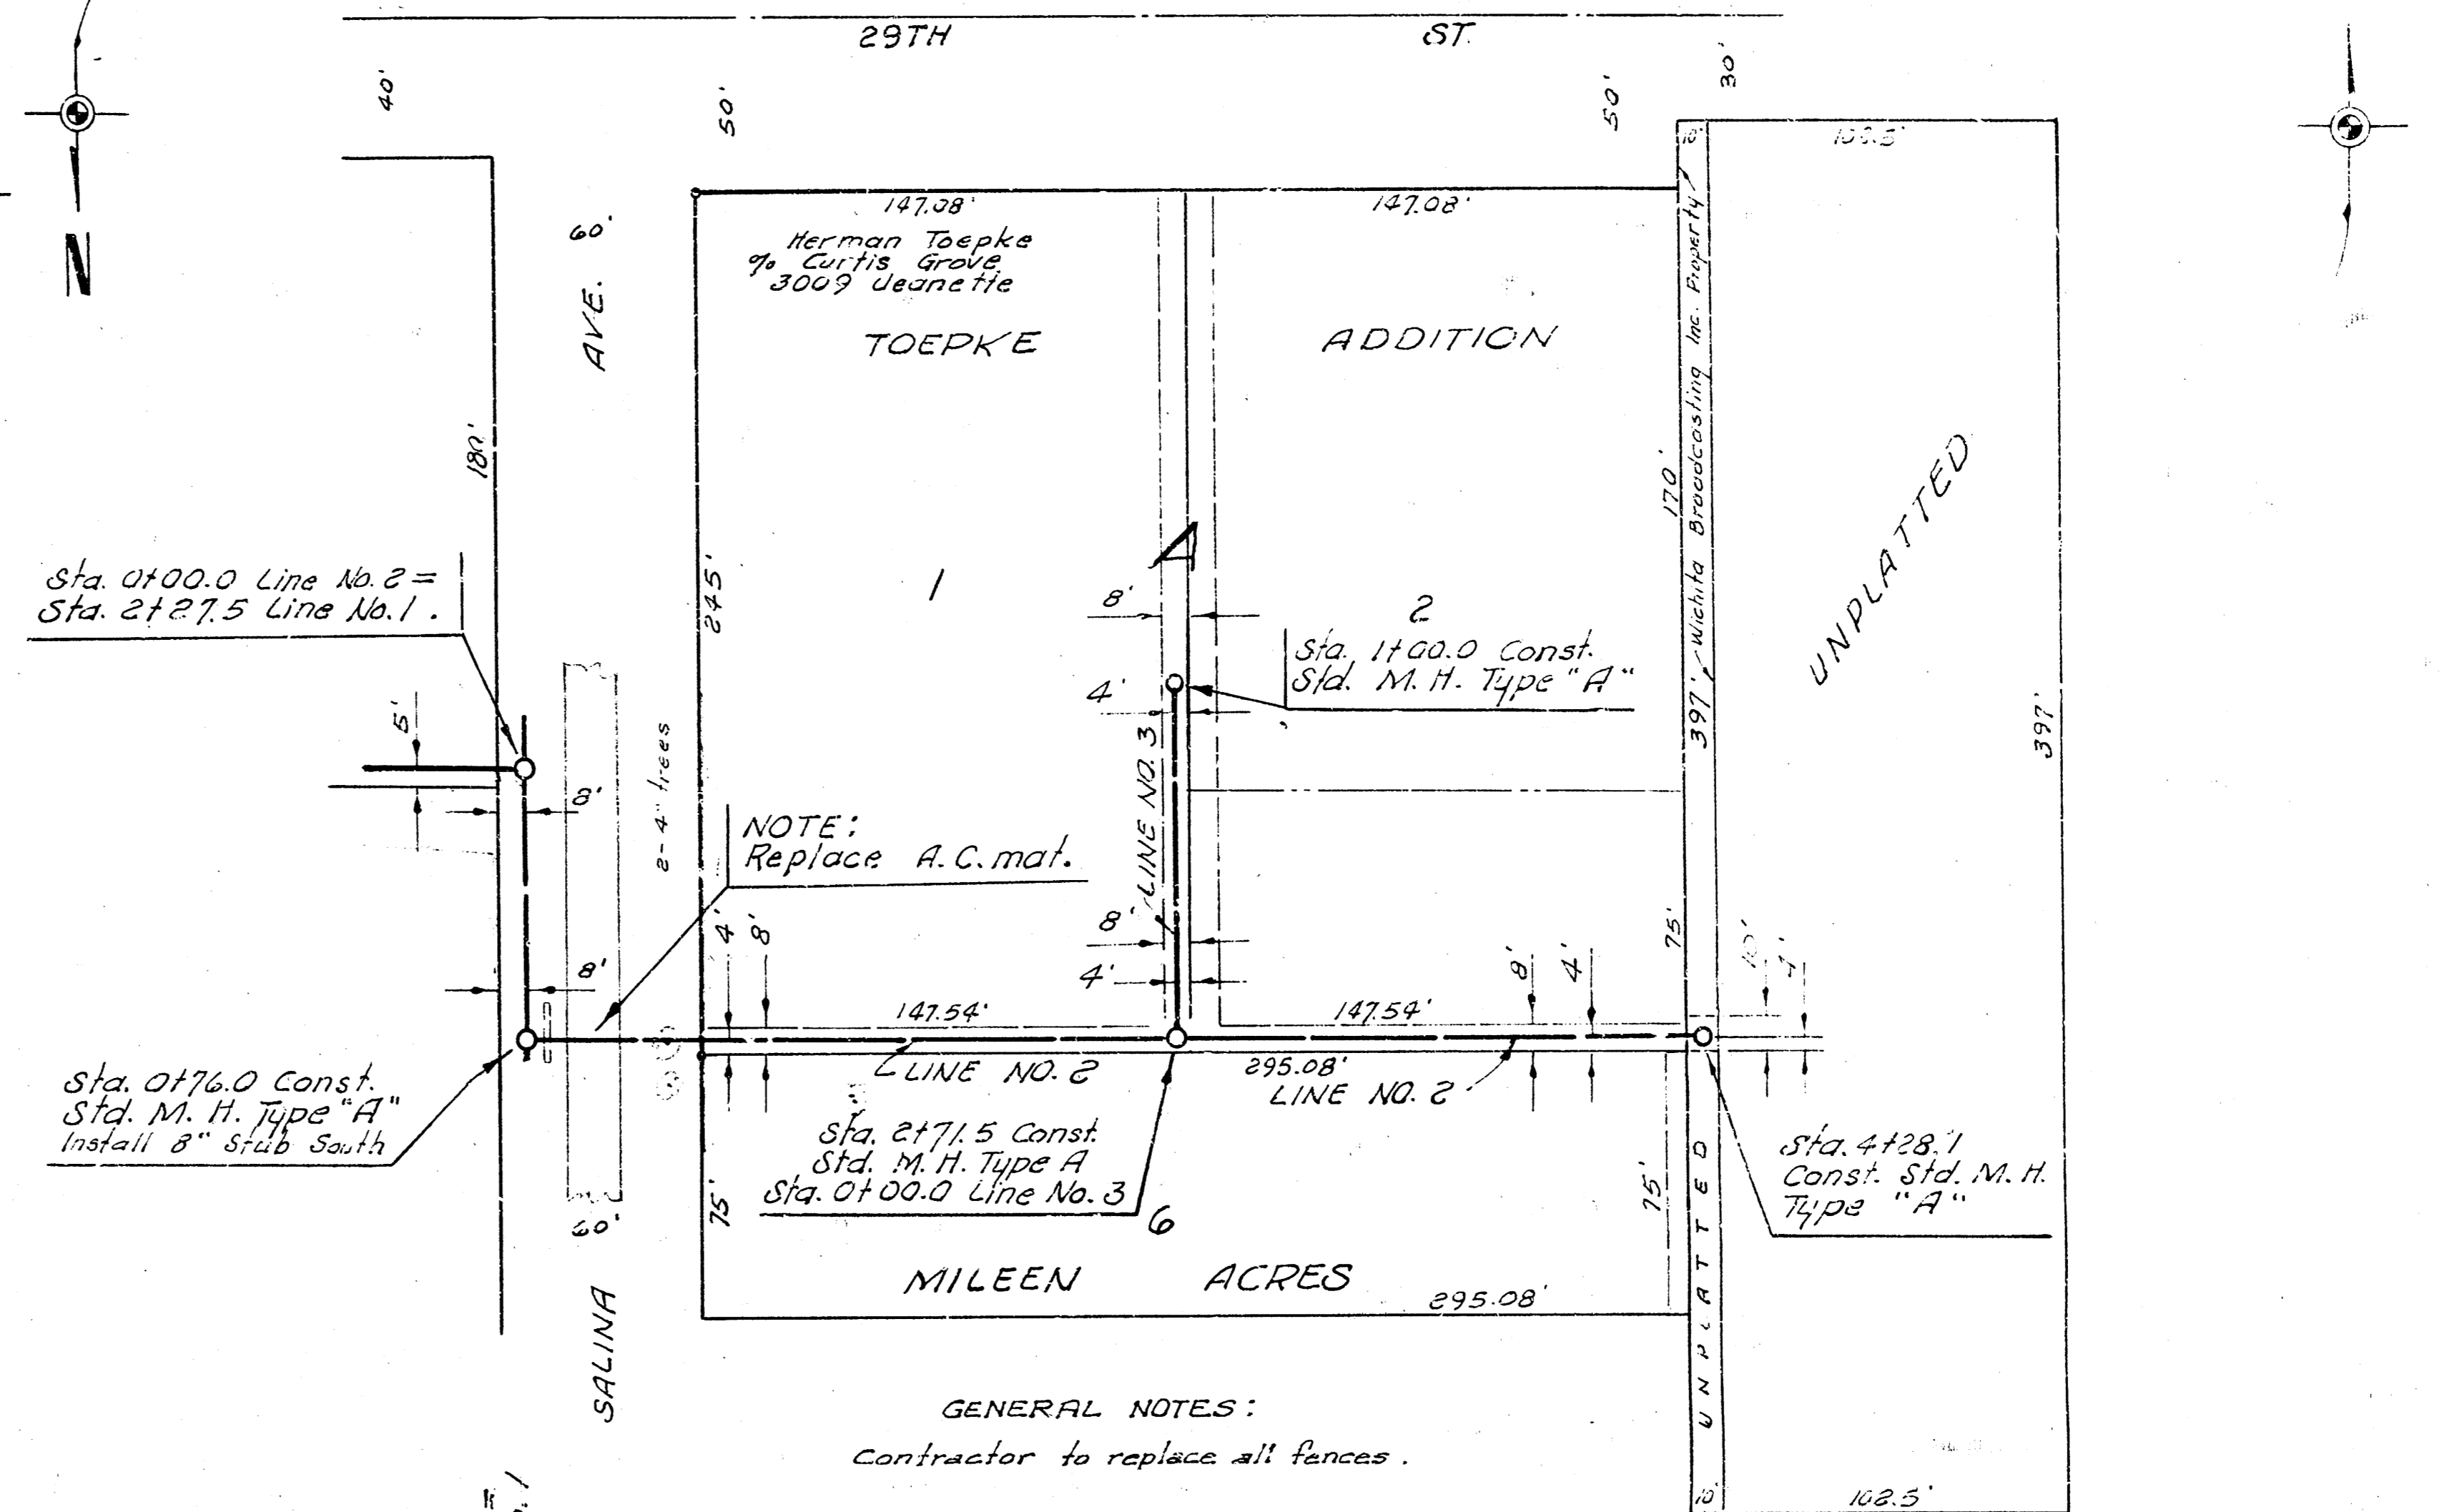 29TH ST.
40'
50'
50'
30'
10'
147.08'
147.08'
60'
Herman Toepke
% Curtis Grove
3009 Jeanette
N
AVE.
TOEPKE ADDITION
Wichita Broadcasting Inc. Property
180'
170'
UNPLATTED
Sta. 0+00.0 Line No. 2 =
Sta. 2+27.5 Line No. 1.
245'
1
A
8'
2
Sta. 1+00.0 Const.
Std. M. H. Type "A"
4'
397'
397'
5'
8'
2-4" trees
LINE NO. 3
NOTE:
Replace A.C. mat.
4'
8'
8'
4'
75'
8'
4'
10'
4'
8'
147.54'
147.54'
LINE NO. 2
295.08'
LINE NO. 2
Sta. 0+76.0 Const.
Std. M. H. Type "A"
Install 8" Stub South
Sta. 2+71.5 Const.
Std. M. H. Type A
Sta. 0+00.0 Line No. 3
Sta. 4+28.1
Const. Std. M. H.
Type "A"
75'
75'
6
60'
UNPLATTED
MILEEN ACRES
295.08'
SALINA
GENERAL NOTES:
Contractor to replace all fences.
10'
102.5'